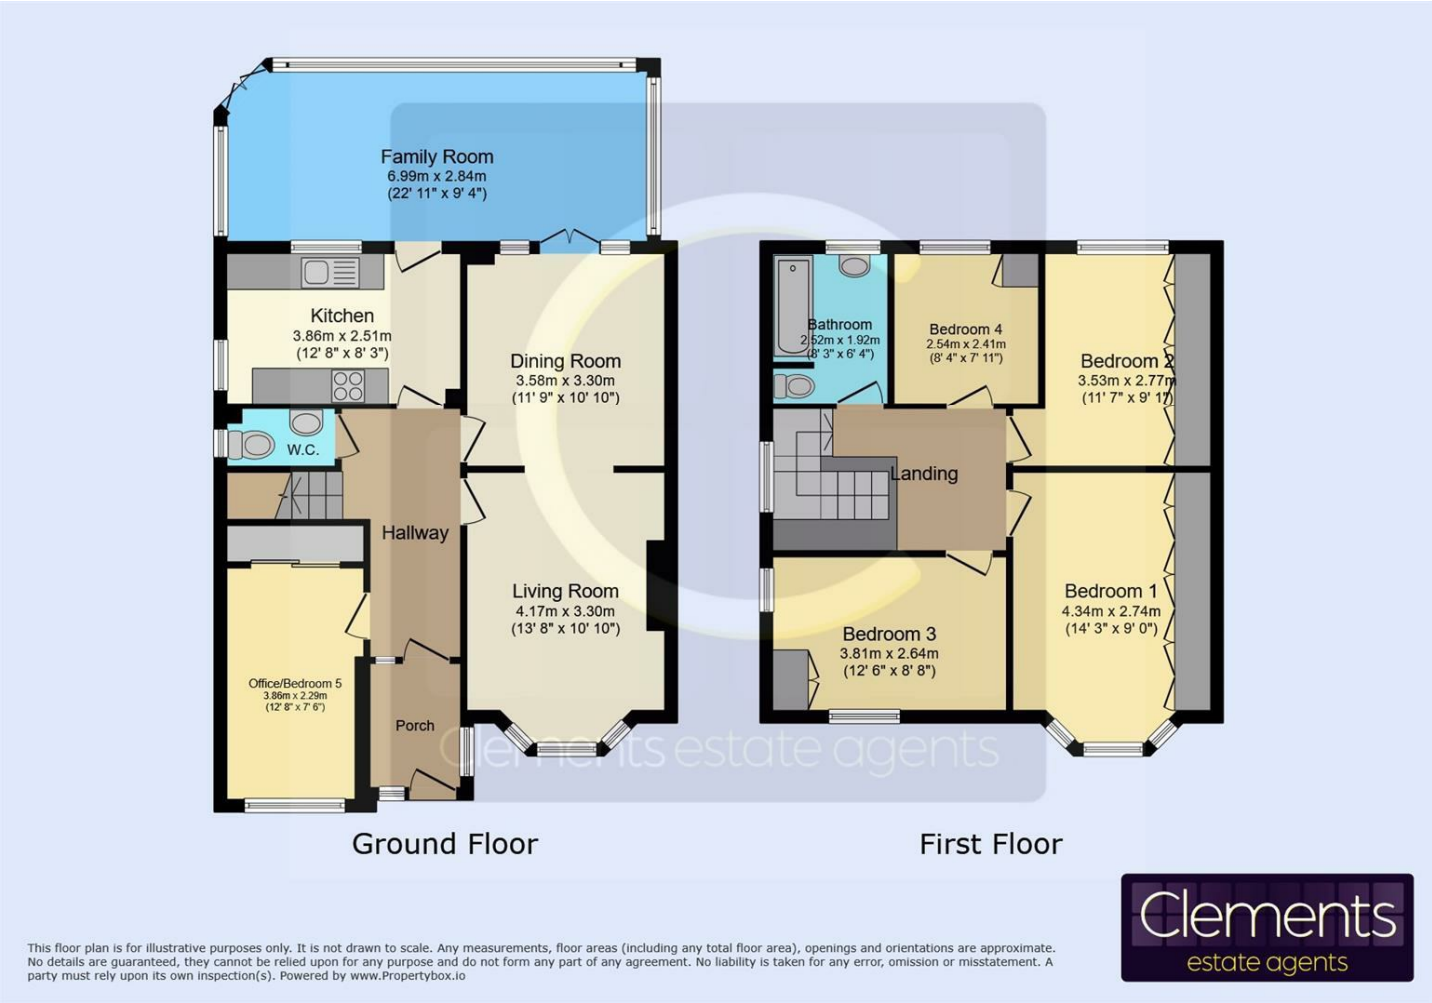 Family Room
6.99m x 2.84m
(22' 11" x 9' 4")
Kitchen
3.86m x 2.51m
(12' 8" x 8' 3")
Dining Room
3.58m x 3.30m
(11' 9" x 10' 10")
W.C.
Hallway
Living Room
4.17m x 3.30m
(13' 8" x 10' 10")
Office/Bedroom 5
3.86m x 2.29m
(12' 8" x 7' 6")
Porch
Ground Floor
Bathroom
2.52m x 1.92m
(8' 3" x 6' 4")
Bedroom 4
2.54m x 2.41m
(8' 4" x 7' 11")
Bedroom 2
3.53m x 2.77m
(11' 7" x 9' 1")
Landing
Bedroom 1
4.34m x 2.74m
(14' 3" x 9' 0")
Bedroom 3
3.81m x 2.64m
(12' 6" x 8' 8")
First Floor
Clements estate agents
Clements
estate agents
This floor plan is for illustrative purposes only. It is not drawn to scale. Any measurements, floor areas (including any total floor area), openings and orientations are approximate.
No details are guaranteed, they cannot be relied upon for any purpose and do not form any part of any agreement. No liability is taken for any error, omission or misstatement. A
party must rely upon its own inspection(s). Powered by www.Propertybox.io